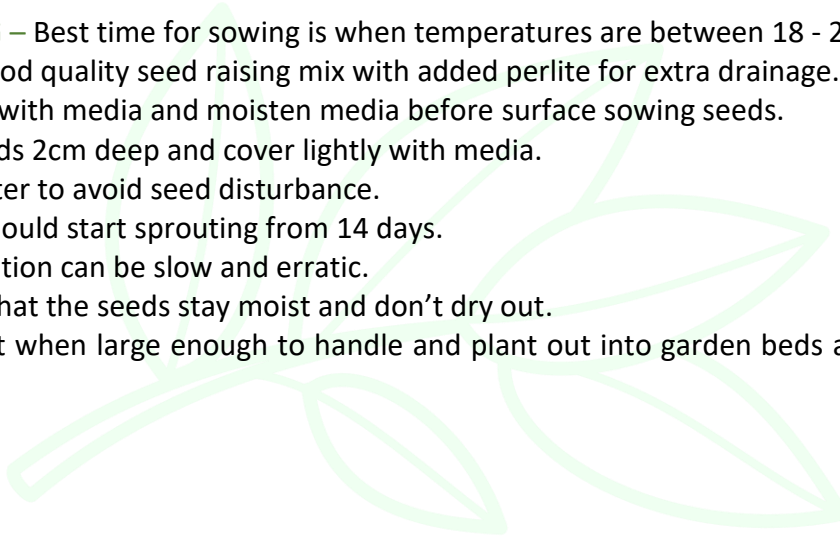 – Best time for sowing is when temperatures are between 18 - 2
od quality seed raising mix with added perlite for extra drainage.
with media and moisten media before surface sowing seeds.
ds 2cm deep and cover lightly with media.
ter to avoid seed disturbance.
ould start sprouting from 14 days.
tion can be slow and erratic.
hat the seeds stay moist and don’t dry out.
t when large enough to handle and plant out into garden beds a